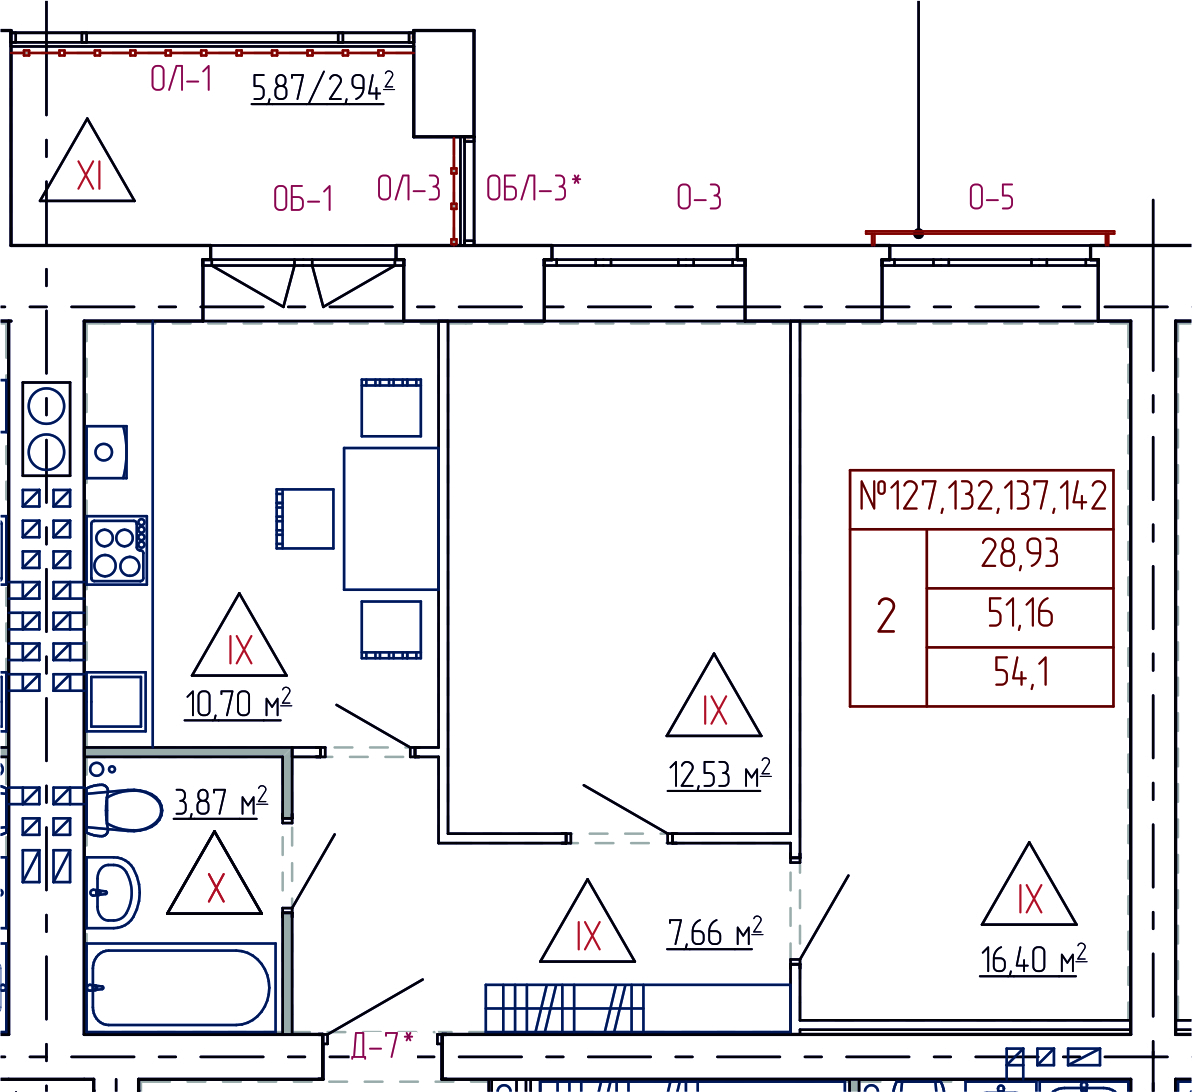 ОЛ-1
5,87/2,94²
XI
ОБ-1
ОЛ-3
ОБЛ-3*
О-3
О-5
№127,132,137,142
2
28,93
51,16
54,1
IX
10,70 м²
IX
12,53 м²
3,87 м²
X
IX
7,66 м²
IX
16,40 м²
Д-7*